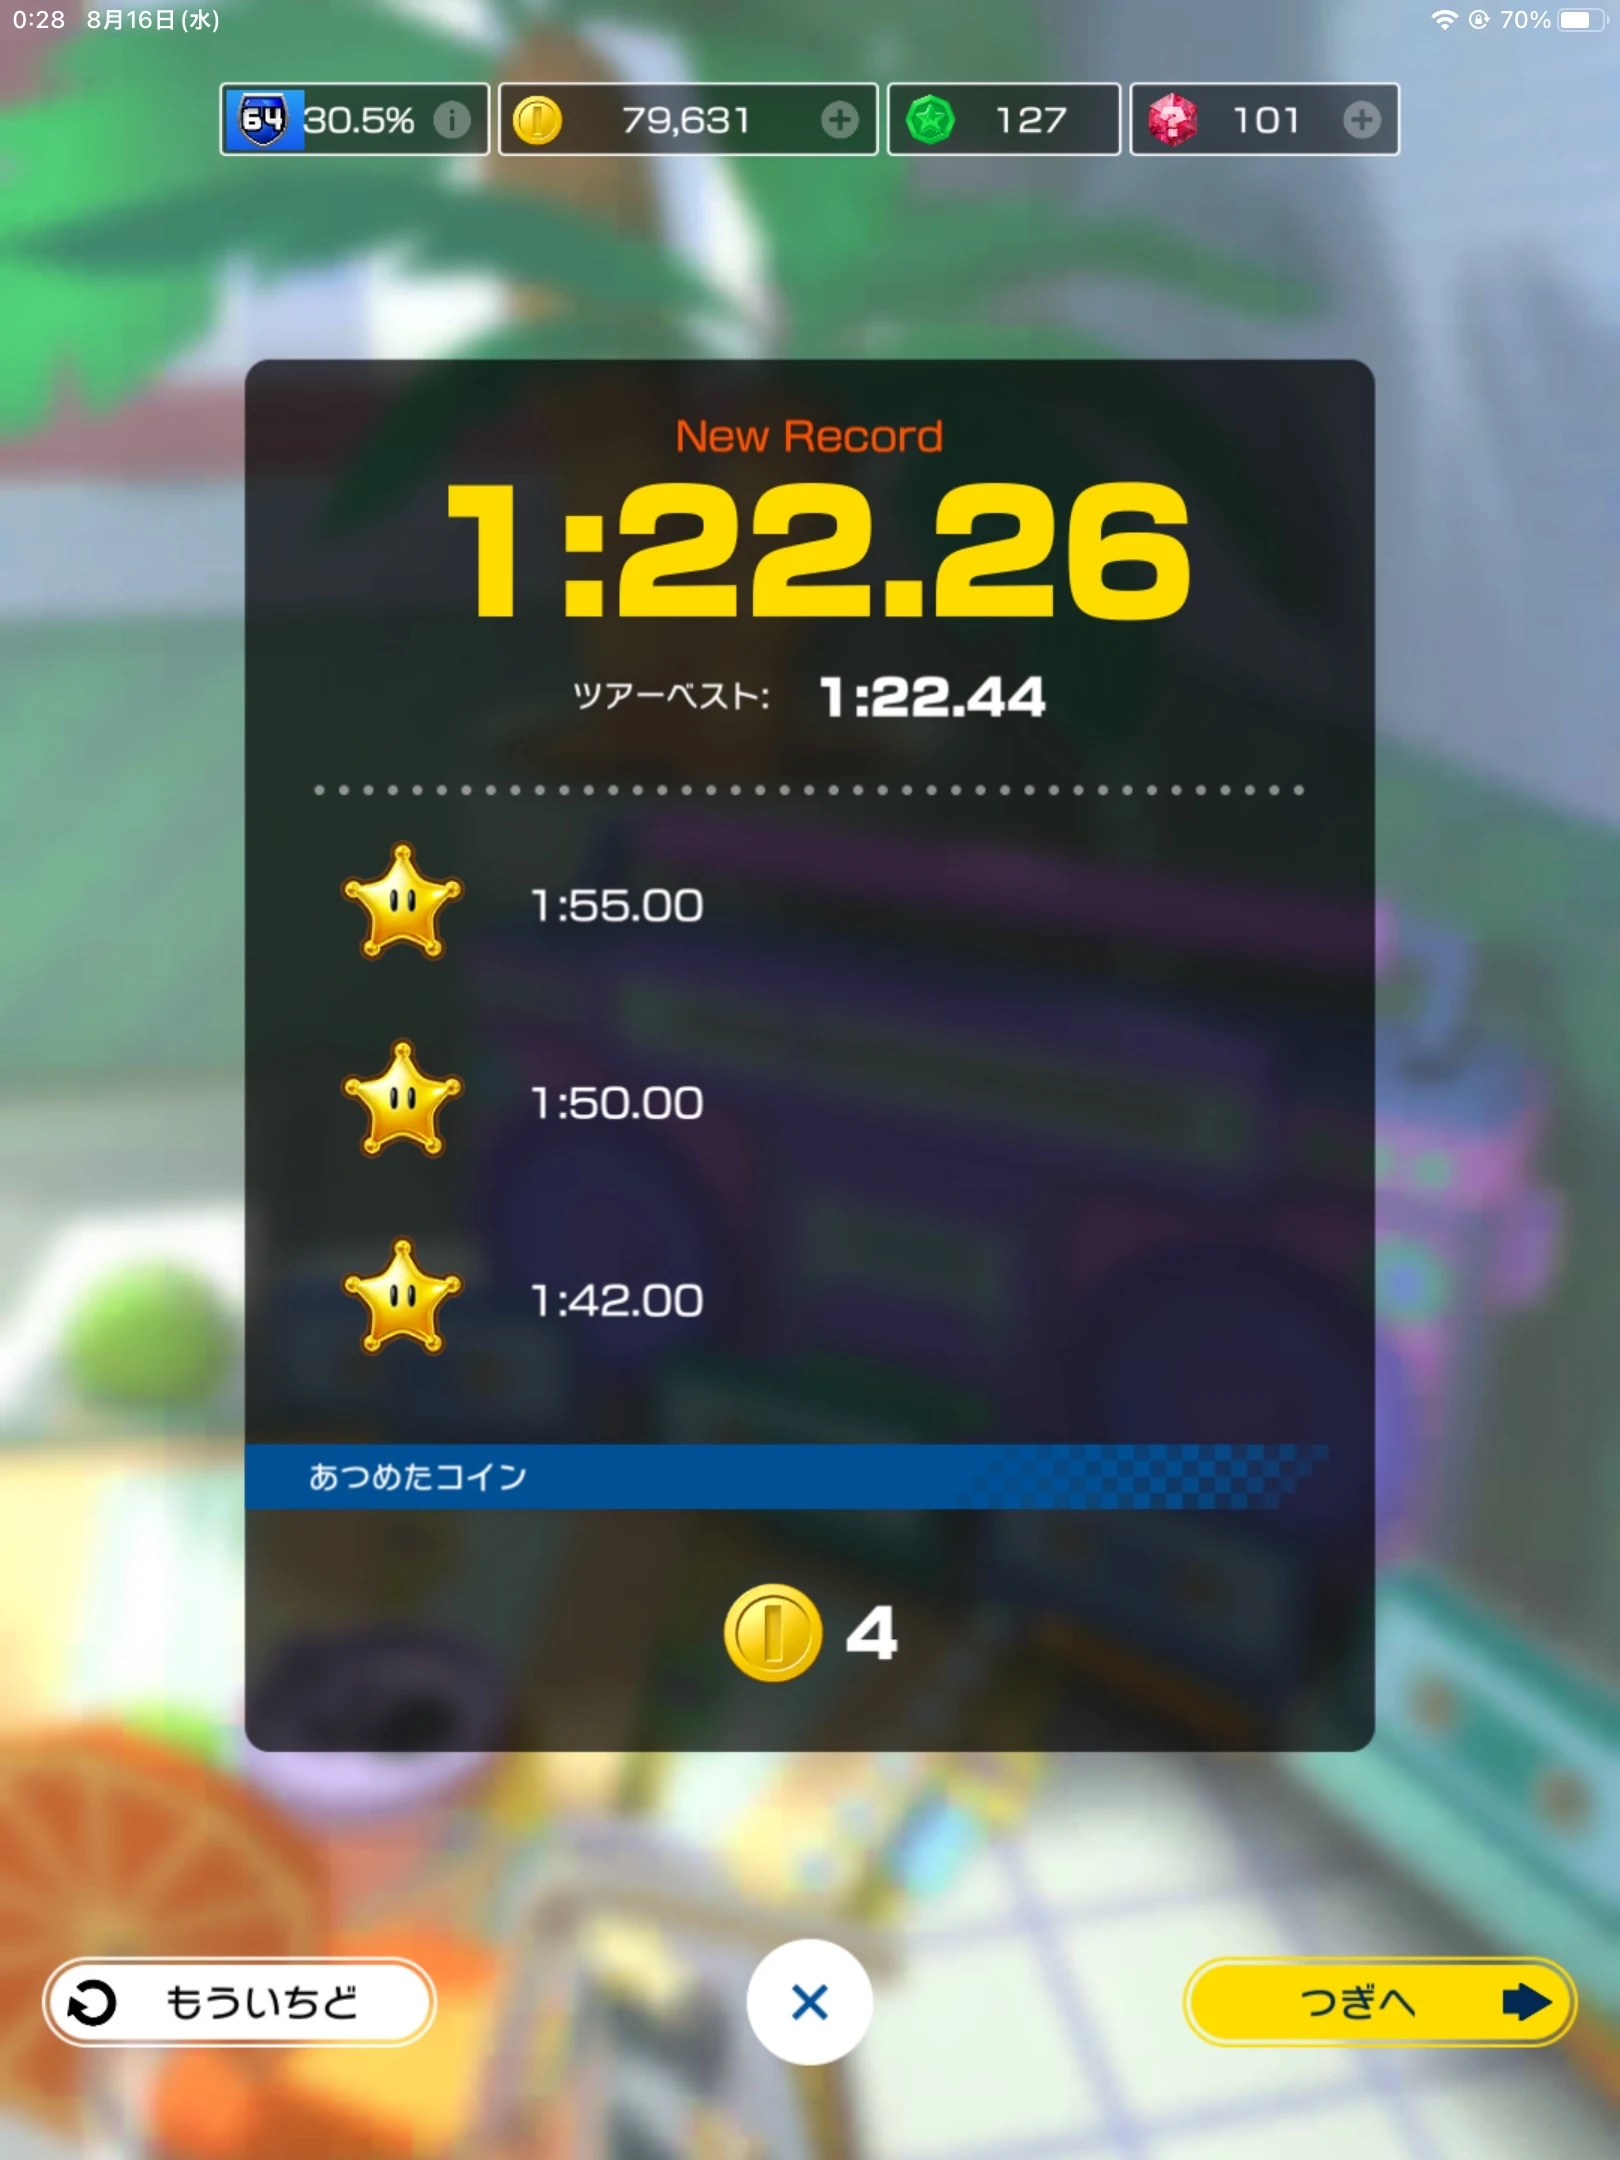 0:28 8月16日(水) 70%
64 30.5% i 79,631 + 127 ? 101 +
New Record
1:22.26
ツアーベスト: 1:22.44
1:55.00
1:50.00
1:42.00
あつめたコイン
4
もういちど × つぎへ